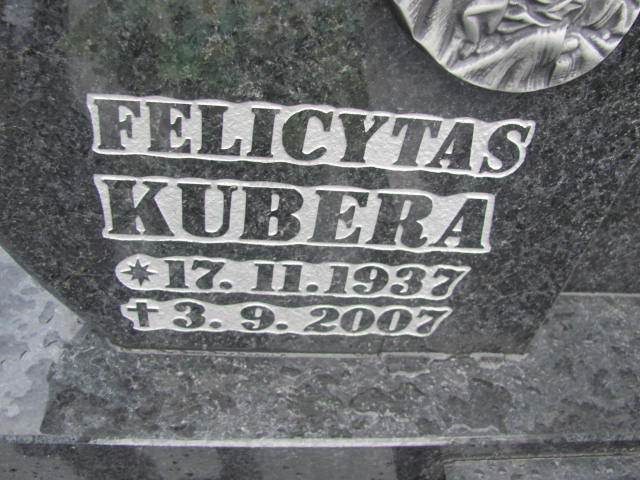 FELICYTAS
KUBERA
* 17. 11. 1937
✝ 3. 9. 2007